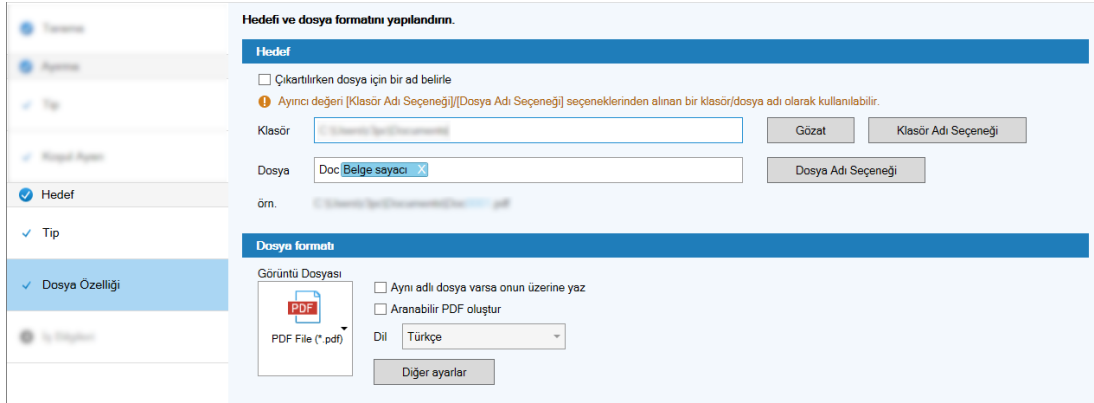 Hedefi ve dosya formatını yapılandırın.
Hedef
Çıkartılırken dosya için bir ad belirle
Ayırıcı değeri [Klasör Adı Seçeneği]/[Dosya Adı Seçeneği] seçeneklerinden alınan bir klasör/dosya adı olarak kullanılabilir.
Klasör
Gözat
Klasör Adı Seçeneği
Dosya
Doc Belge sayacı X
Dosya Adı Seçeneği
örn.
Hedef
Tip
Dosya Özelliği
Dosya formatı
Görüntü Dosyası
PDF
PDF File (*.pdf)
Aynı adlı dosya varsa onun üzerine yaz
Aranabilir PDF oluştur
Dil
Türkçe
Diğer ayarlar